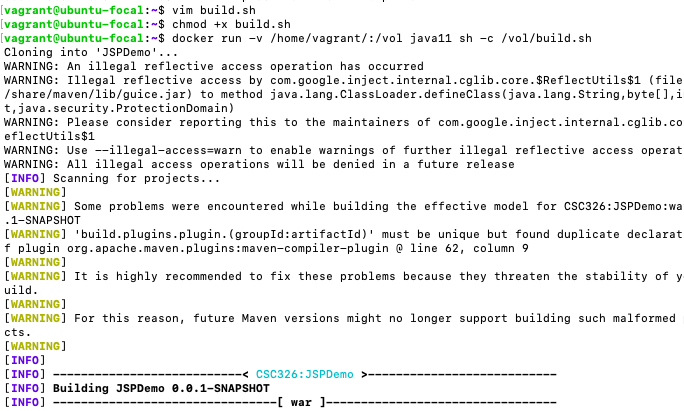 [vagrant@ubuntu-focal:~$ vim build.sh
[vagrant@ubuntu-focal:~$ chmod +x build.sh
[vagrant@ubuntu-focal:~$ docker run -v /home/vagrant/:/vol java11 sh -c /vol/build.sh
Cloning into 'JSPDemo'...
WARNING: An illegal reflective access operation has occurred
WARNING: Illegal reflective access by com.google.inject.internal.cglib.core.$ReflectUtils$1 (file
/share/maven/lib/guice.jar) to method java.lang.ClassLoader.defineClass(java.lang.String,byte[],i
t,java.security.ProtectionDomain)
WARNING: Please consider reporting this to the maintainers of com.google.inject.internal.cglib.co
eflectUtils$1
WARNING: Use --illegal-access=warn to enable warnings of further illegal reflective access operat
WARNING: All illegal access operations will be denied in a future release
[INFO] Scanning for projects...
[WARNING]
[WARNING] Some problems were encountered while building the effective model for CSC326:JSPDemo:wa
.1-SNAPSHOT
[WARNING] 'build.plugins.plugin.(groupId:artifactId)' must be unique but found duplicate declarat
f plugin org.apache.maven.plugins:maven-compiler-plugin @ line 62, column 9
[WARNING]
[WARNING] It is highly recommended to fix these problems because they threaten the stability of y
uild.
[WARNING]
[WARNING] For this reason, future Maven versions might no longer support building such malformed
cts.
[WARNING]
[INFO]
[INFO] ---------------------------< CSC326:JSPDemo >---------------------------
[INFO] Building JSPDemo 0.0.1-SNAPSHOT
[INFO] --------------------------------[ war ]---------------------------------